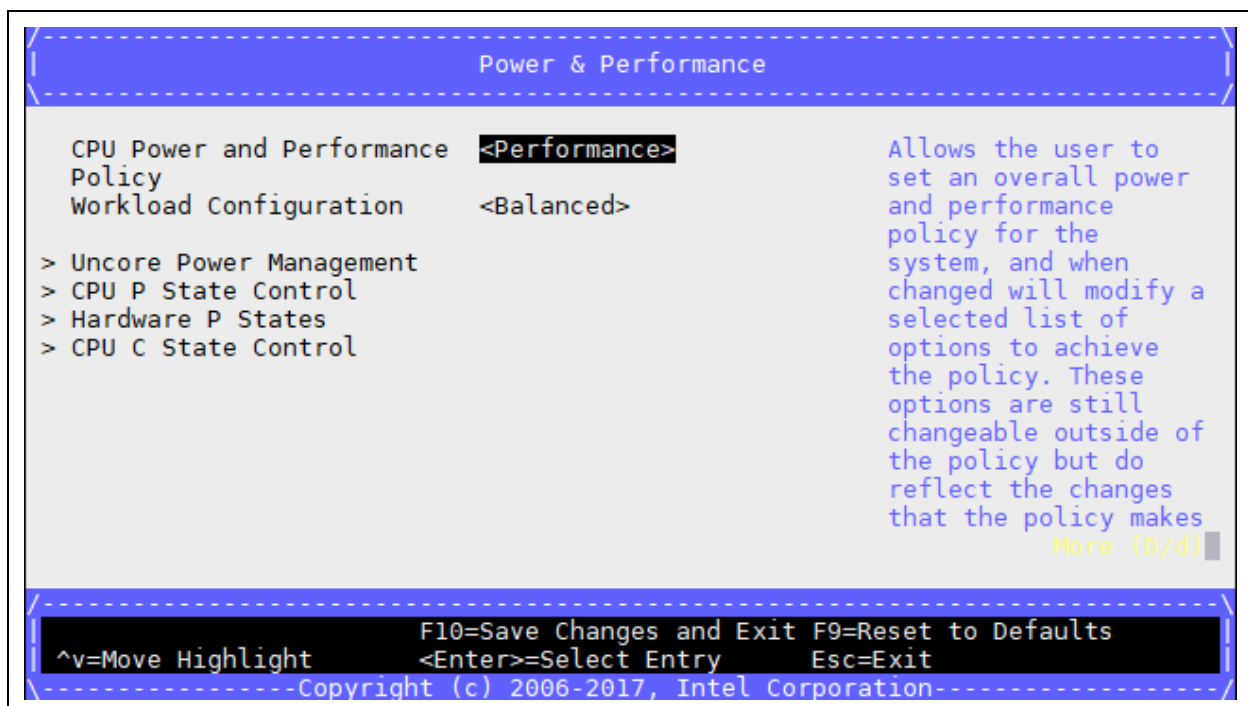 /------------------------------------------------------------------------------\
| Power & Performance |
\------------------------------------------------------------------------------/
CPU Power and Performance <Performance> Allows the user to
Policy set an overall power
Workload Configuration <Balanced> and performance
policy for the
> Uncore Power Management system, and when
> CPU P State Control changed will modify a
> Hardware P States selected list of
> CPU C State Control options to achieve
the policy. These
options are still
changeable outside of
the policy but do
reflect the changes
that the policy makes
More (D/d)
/------------------------------------------------------------------------------\
| F10=Save Changes and Exit F9=Reset to Defaults |
| ^v=Move Highlight <Enter>=Select Entry Esc=Exit |
\-----------------Copyright (c) 2006-2017, Intel Corporation-------------------/